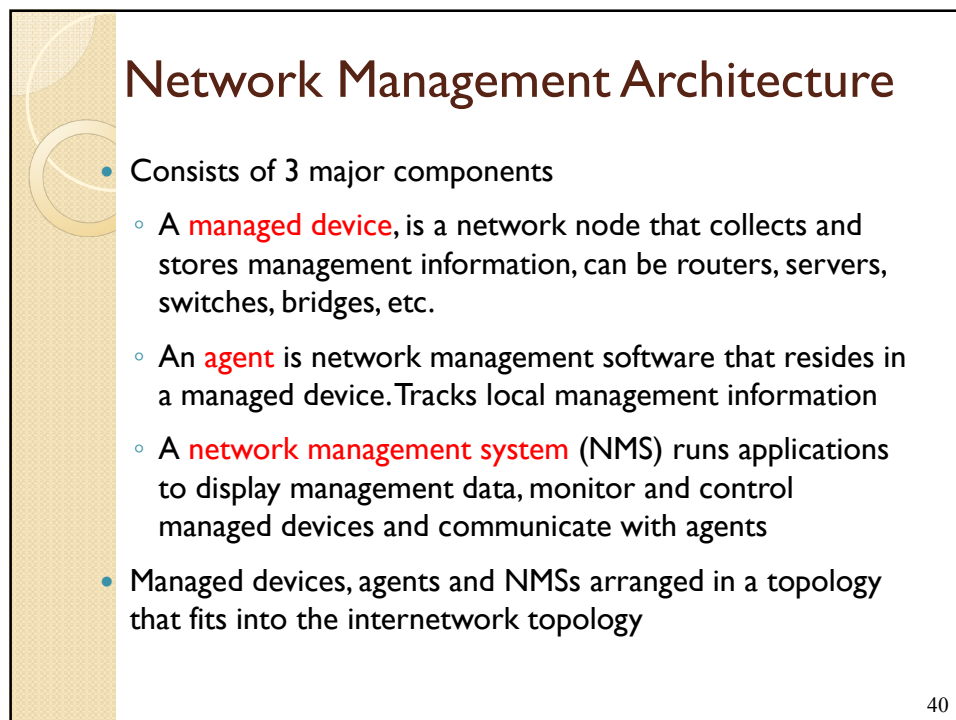 Network Management Architecture
• Consists of 3 major components
◦ A managed device, is a network node that collects and
stores management information, can be routers, servers,
switches, bridges, etc.
◦ An agent is network management software that resides in
a managed device. Tracks local management information
◦ A network management system (NMS) runs applications
to display management data, monitor and control
managed devices and communicate with agents
• Managed devices, agents and NMSs arranged in a topology
that fits into the internetwork topology
40